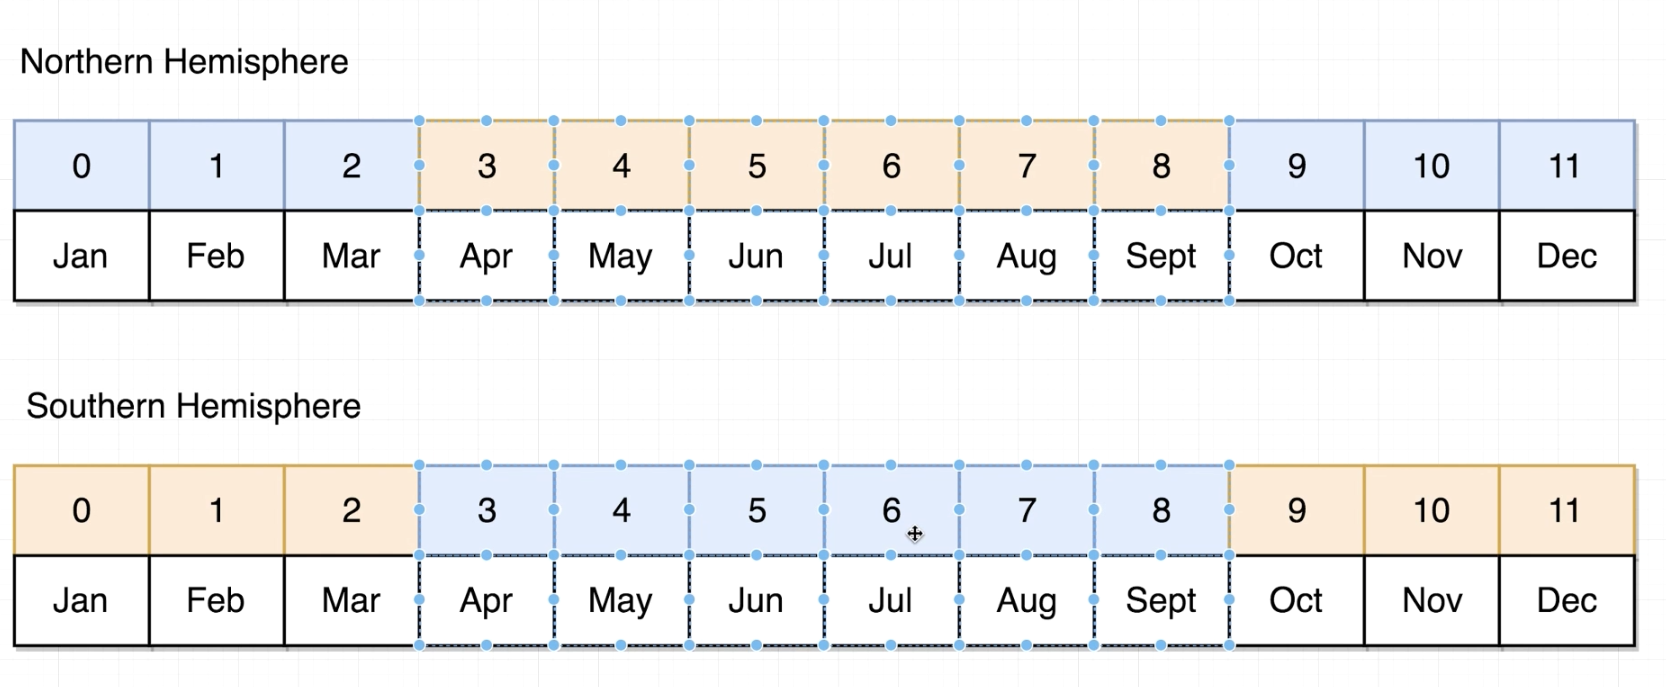 Northern Hemisphere
0 1 2 3 4 5 6 7 8 9 10 11
Jan Feb Mar Apr May Jun Jul Aug Sept Oct Nov Dec
Southern Hemisphere
0 1 2 3 4 5 6 7 8 9 10 11
Jan Feb Mar Apr May Jun Jul Aug Sept Oct Nov Dec